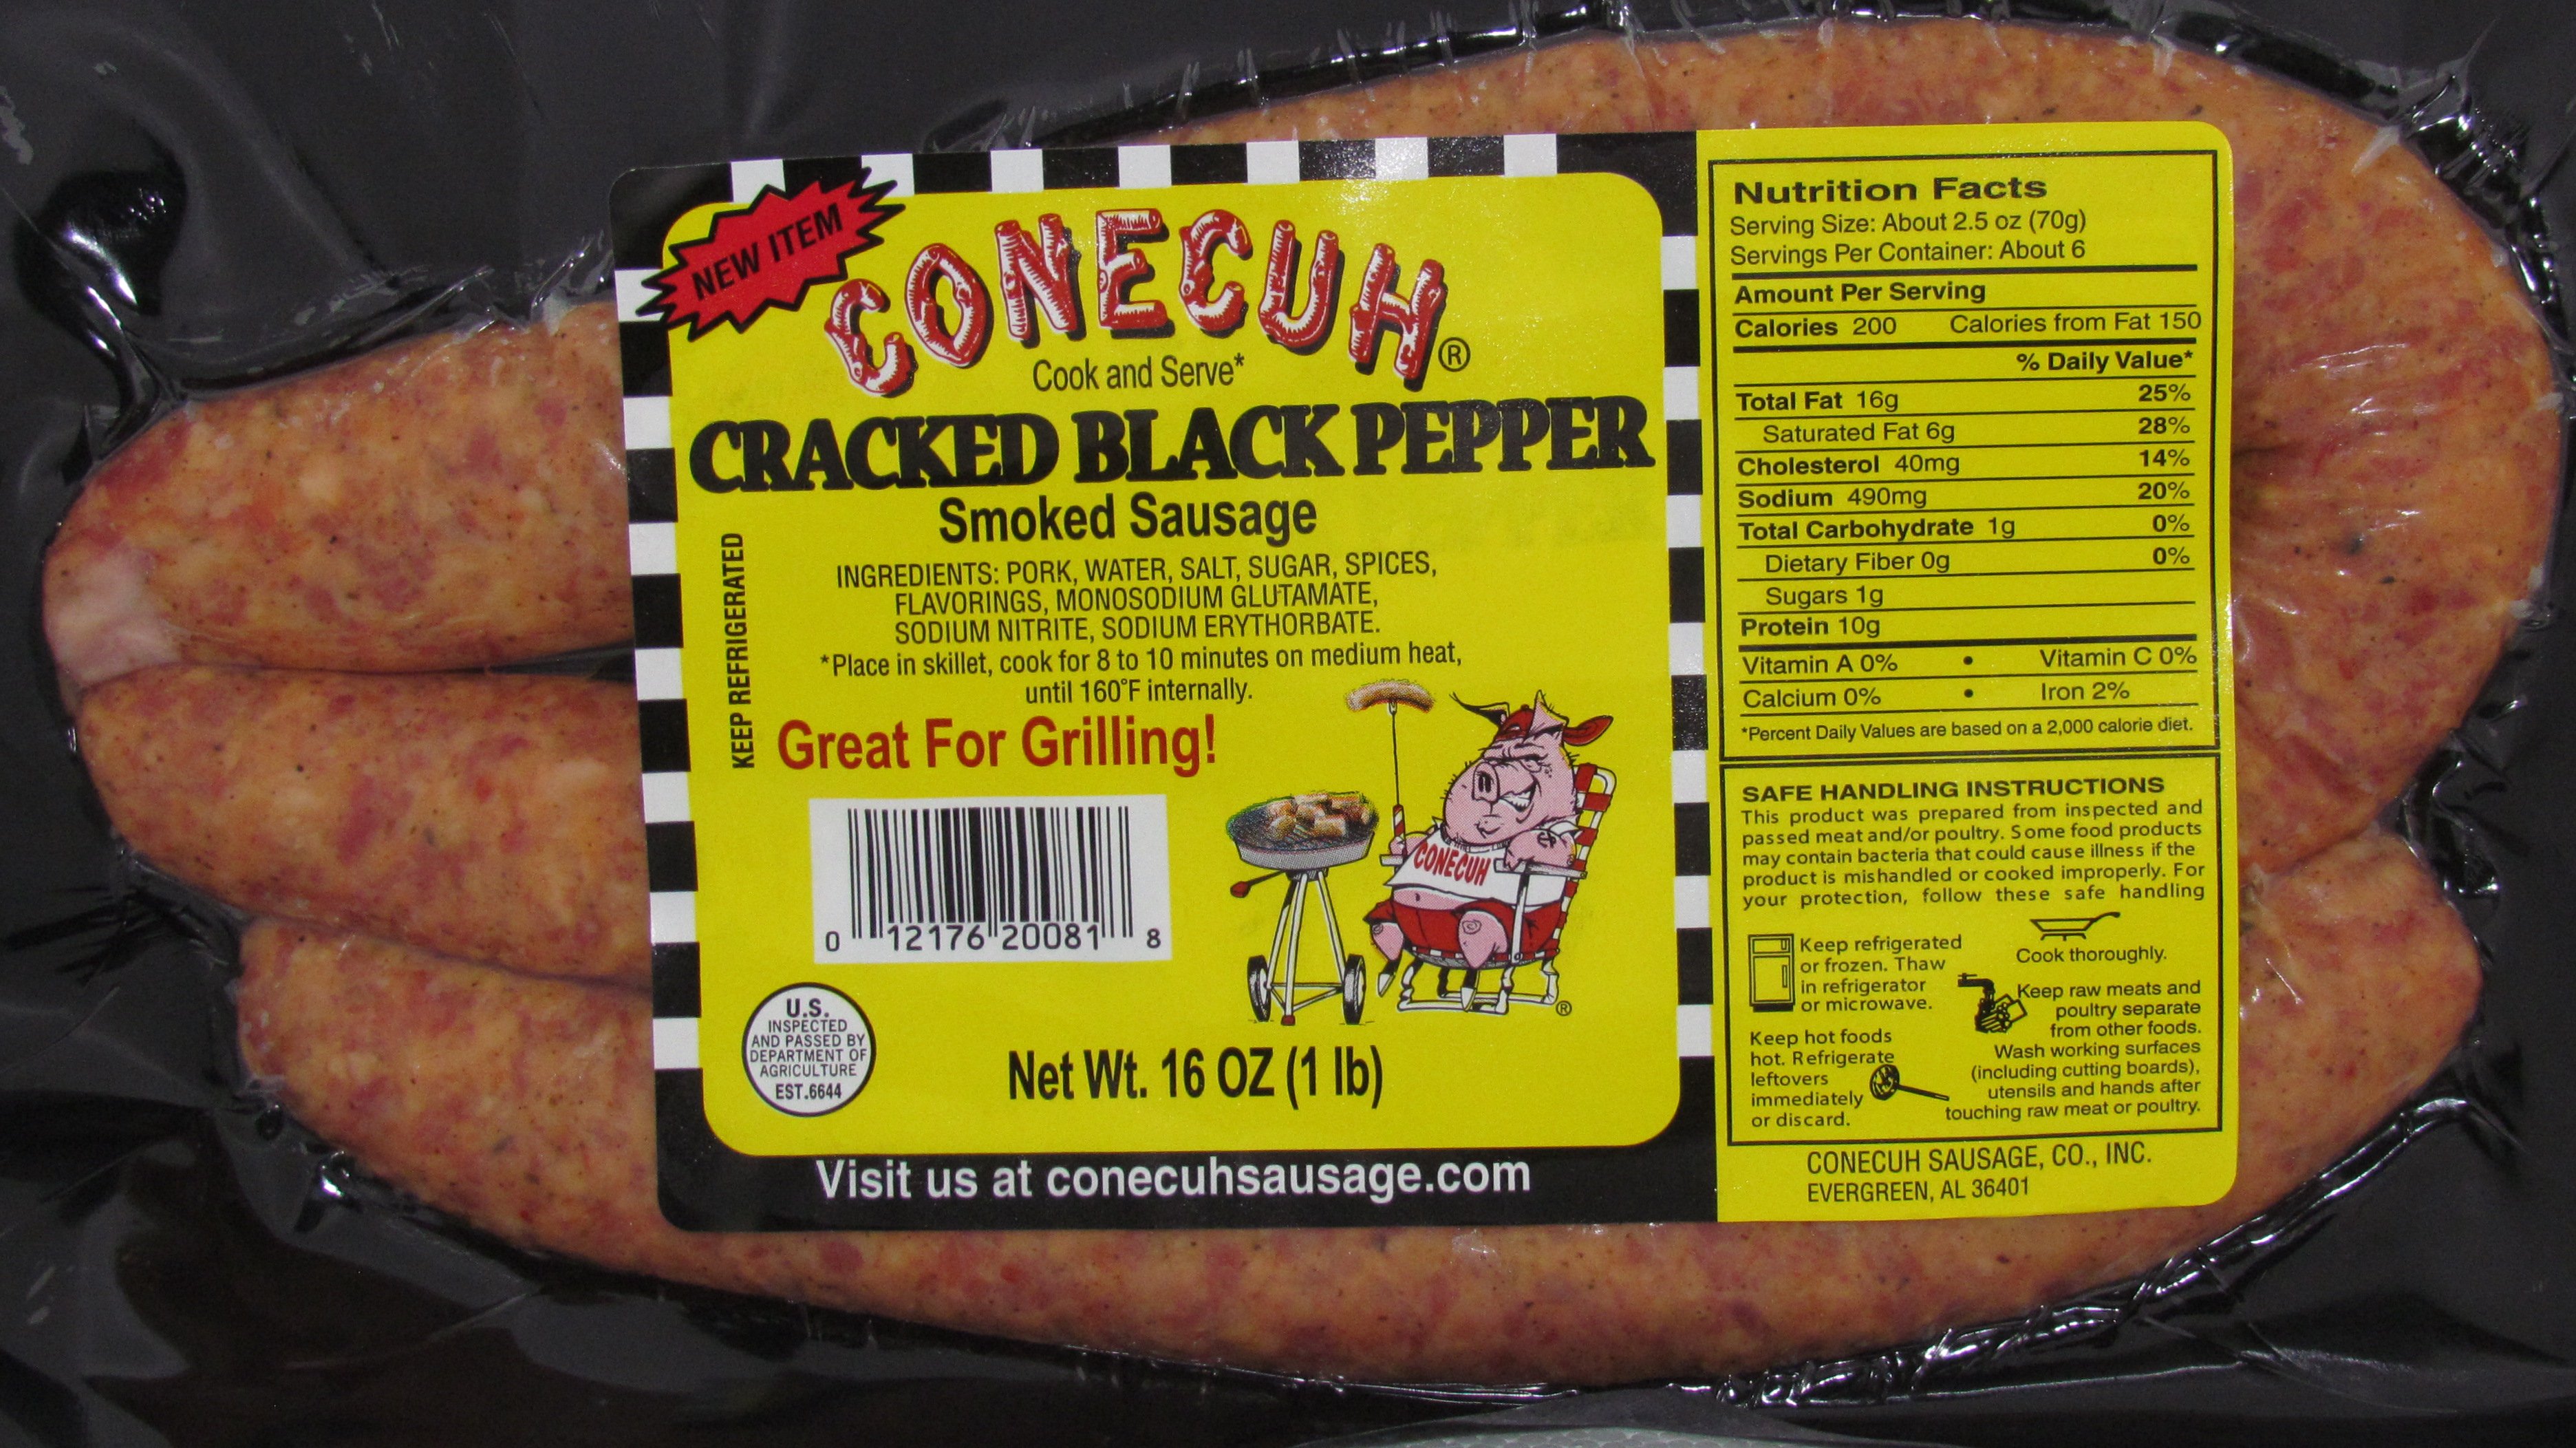 NEW ITEM
CONECUH®
Cook and Serve*
CRACKED BLACK PEPPER
Smoked Sausage
KEEP REFRIGERATED
INGREDIENTS: PORK, WATER, SALT, SUGAR, SPICES,
FLAVORINGS, MONOSODIUM GLUTAMATE,
SODIUM NITRITE, SODIUM ERYTHORBATE.
*Place in skillet, cook for 8 to 10 minutes on medium heat,
until 160°F internally.
Great For Grilling!
CONECUH
®
0 12176 20081 8
U.S.
INSPECTED
AND PASSED BY
DEPARTMENT OF
AGRICULTURE
EST.6644
Net Wt. 16 OZ (1 lb)
Visit us at conecuhsausage.com
Nutrition Facts
Serving Size: About 2.5 oz (70g)
Servings Per Container: About 6
Amount Per Serving
Calories 200 Calories from Fat 150
% Daily Value*
Total Fat 16g 25%
Saturated Fat 6g 28%
Cholesterol 40mg 14%
Sodium 490mg 20%
Total Carbohydrate 1g 0%
Dietary Fiber 0g 0%
Sugars 1g
Protein 10g
Vitamin A 0% • Vitamin C 0%
Calcium 0% • Iron 2%
*Percent Daily Values are based on a 2,000 calorie diet.
SAFE HANDLING INSTRUCTIONS
This product was prepared from inspected and
passed meat and/or poultry. Some food products
may contain bacteria that could cause illness if the
product is mishandled or cooked improperly. For
your protection, follow these safe handling
Keep refrigerated
or frozen. Thaw
in refrigerator
or microwave.
Cook thoroughly.
Keep raw meats and
poultry separate
from other foods.
Wash working surfaces
(including cutting boards),
utensils and hands after
touching raw meat or poultry.
Keep hot foods
hot. Refrigerate
leftovers
immediately
or discard.
CONECUH SAUSAGE, CO., INC.
EVERGREEN, AL 36401